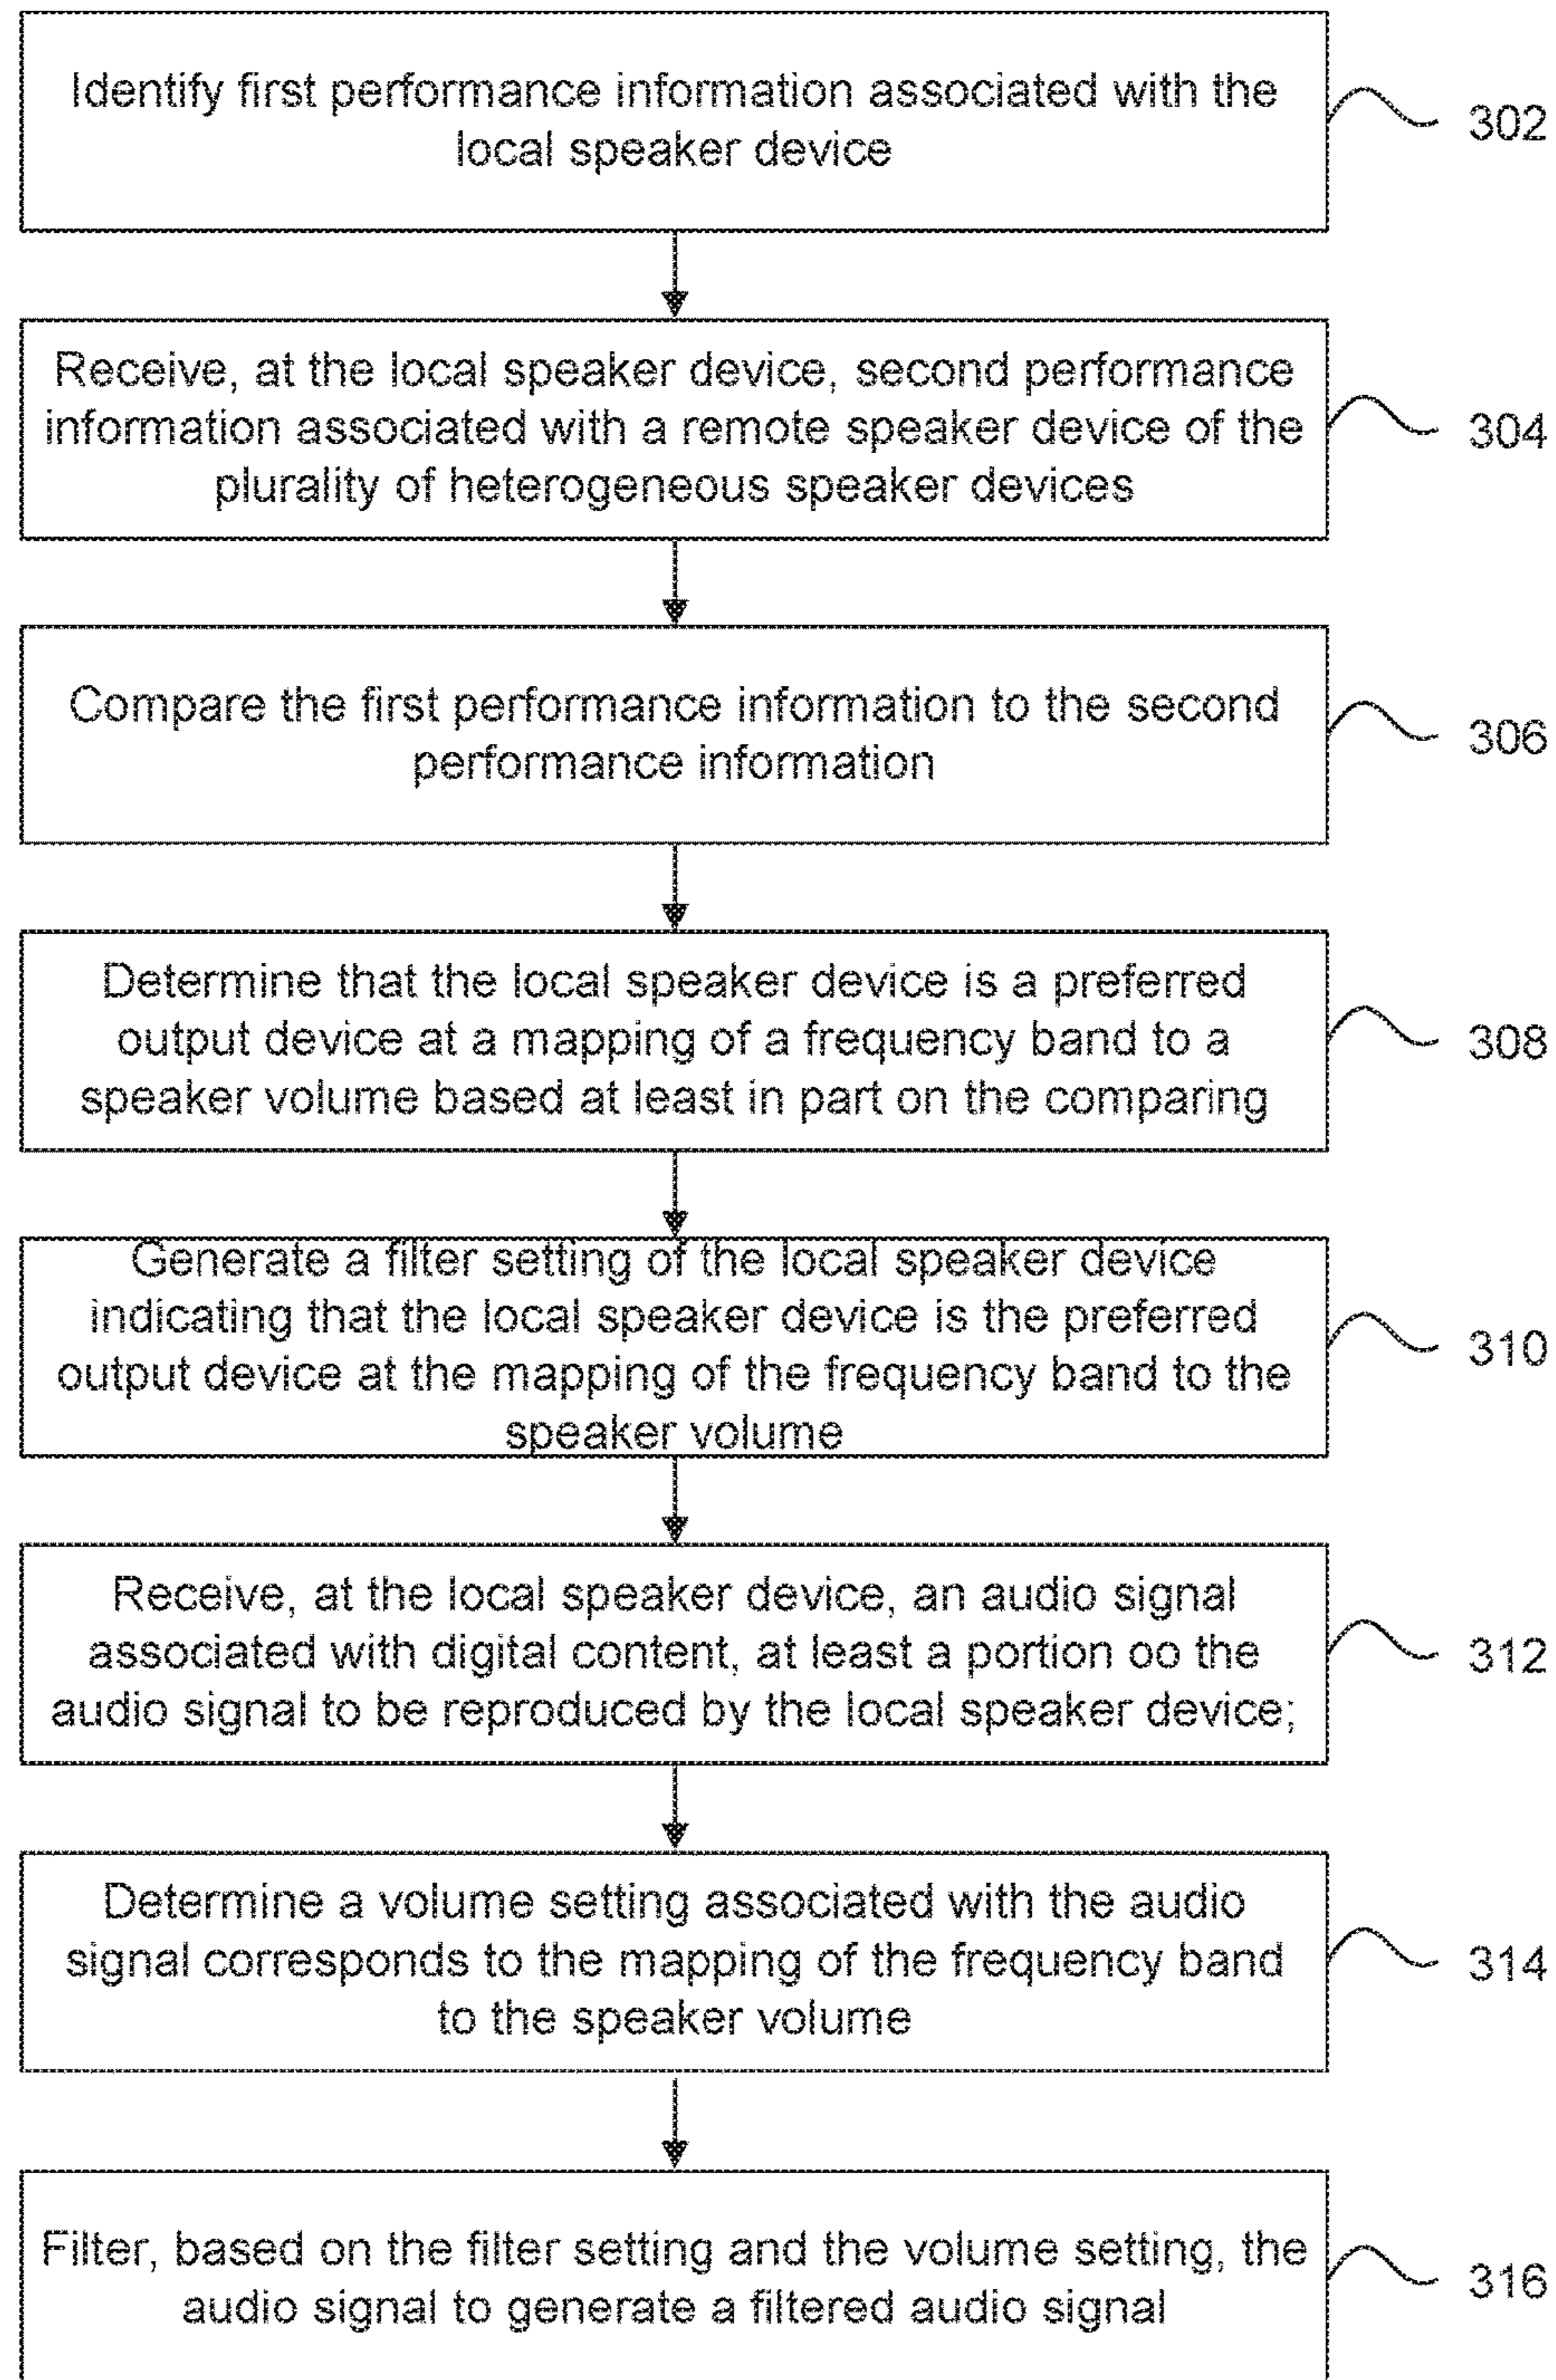 Identify first performance information associated with the
local speaker device
302
Receive, at the local speaker device, second performance
information associated with a remote speaker device of the
plurality of heterogeneous speaker devices
304
Compare the first performance information to the second
performance information
306
Determine that the local speaker device is a preferred
output device at a mapping of a frequency band to a
speaker volume based at least in part on the comparing
308
Generate a filter setting of the local speaker device
indicating that the local speaker device is the preferred
output device at the mapping of the frequency band to the
speaker volume
310
Receive, at the local speaker device, an audio signal
associated with digital content, at least a portion oo the
audio signal to be reproduced by the local speaker device;
312
Determine a volume setting associated with the audio
signal corresponds to the mapping of the frequency band
to the speaker volume
314
Filter, based on the filter setting and the volume setting, the
audio signal to generate a filtered audio signal
316